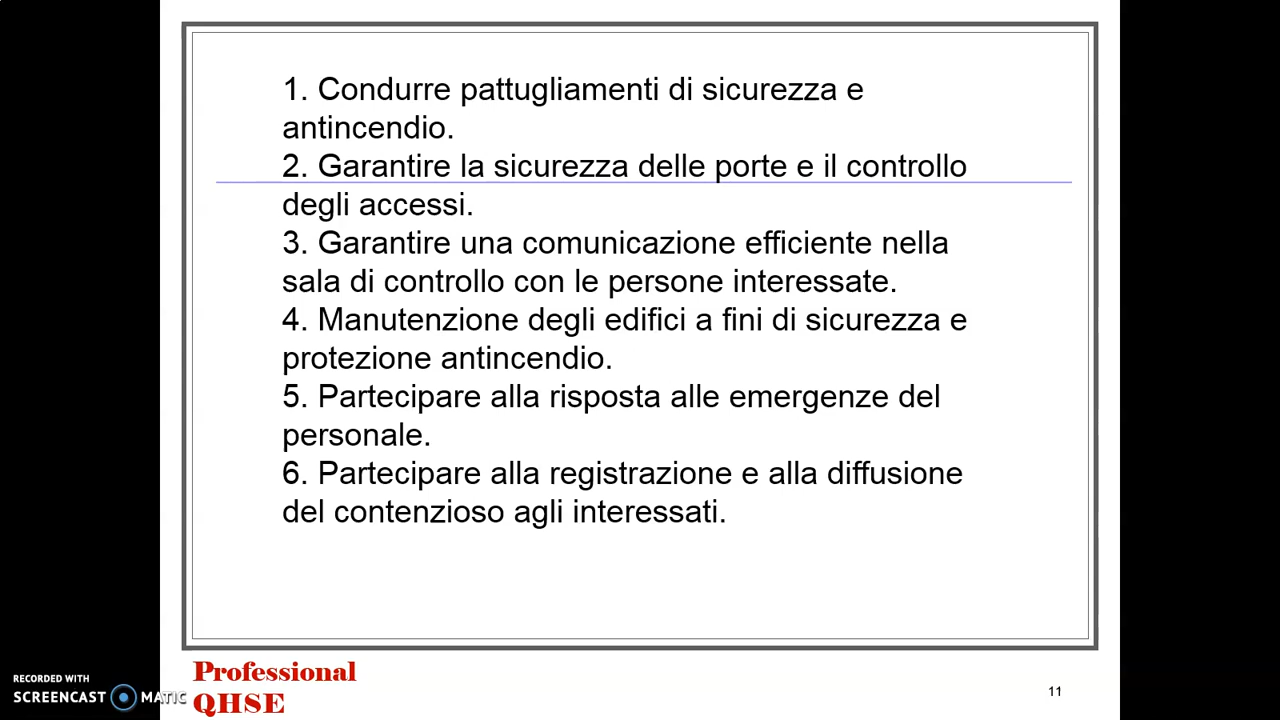 1. Condurre pattugliamenti di sicurezza e
antincendio.
2. Garantire la sicurezza delle porte e il controllo
degli accessi.
3. Garantire una comunicazione efficiente nella
sala di controllo con le persone interessate.
4. Manutenzione degli edifici a fini di sicurezza e
protezione antincendio.
5. Partecipare alla risposta alle emergenze del
personale.
6. Partecipare alla registrazione e alla diffusione
del contenzioso agli interessati.
Professional
QHSE
11
RECORDED WITH
SCREENCAST MATIC